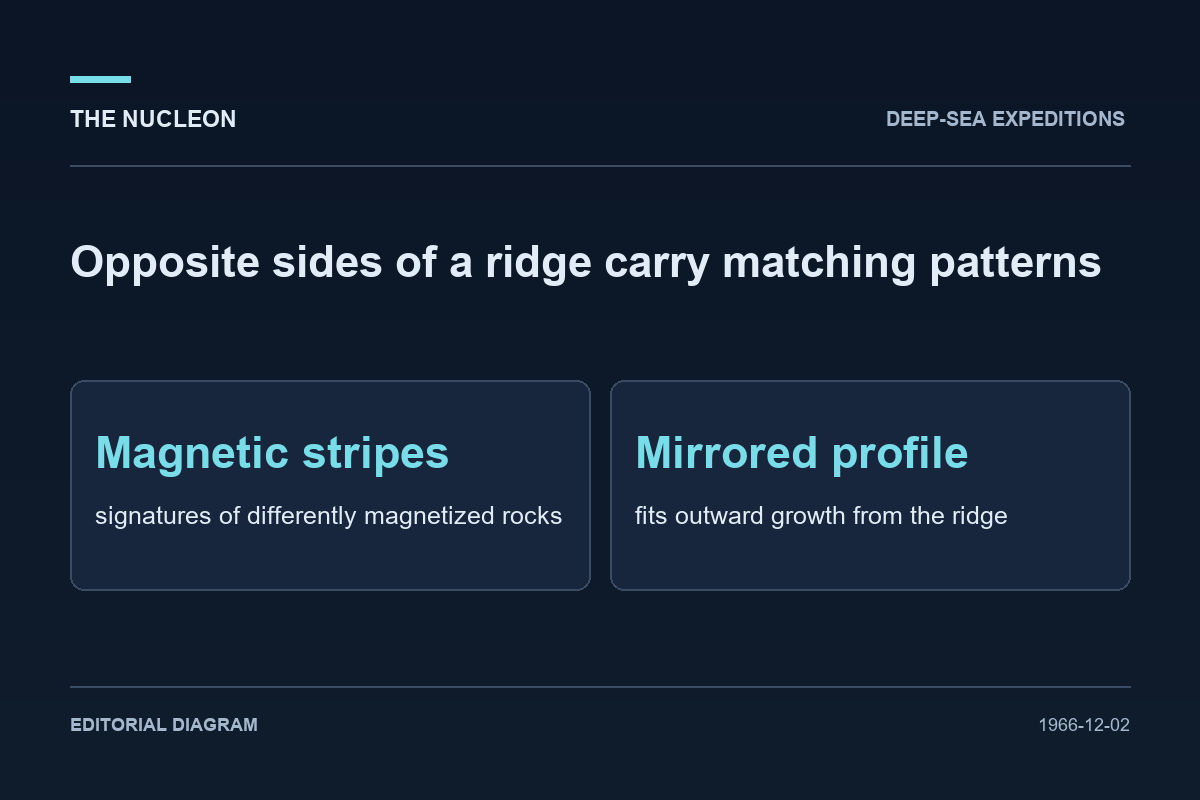 THE NUCLEON
DEEP-SEA EXPEDITIONS
Opposite sides of a ridge carry matching patterns
Magnetic stripes
signatures of differently magnetized rocks
Mirrored profile
fits outward growth from the ridge
EDITORIAL DIAGRAM
1966-12-02